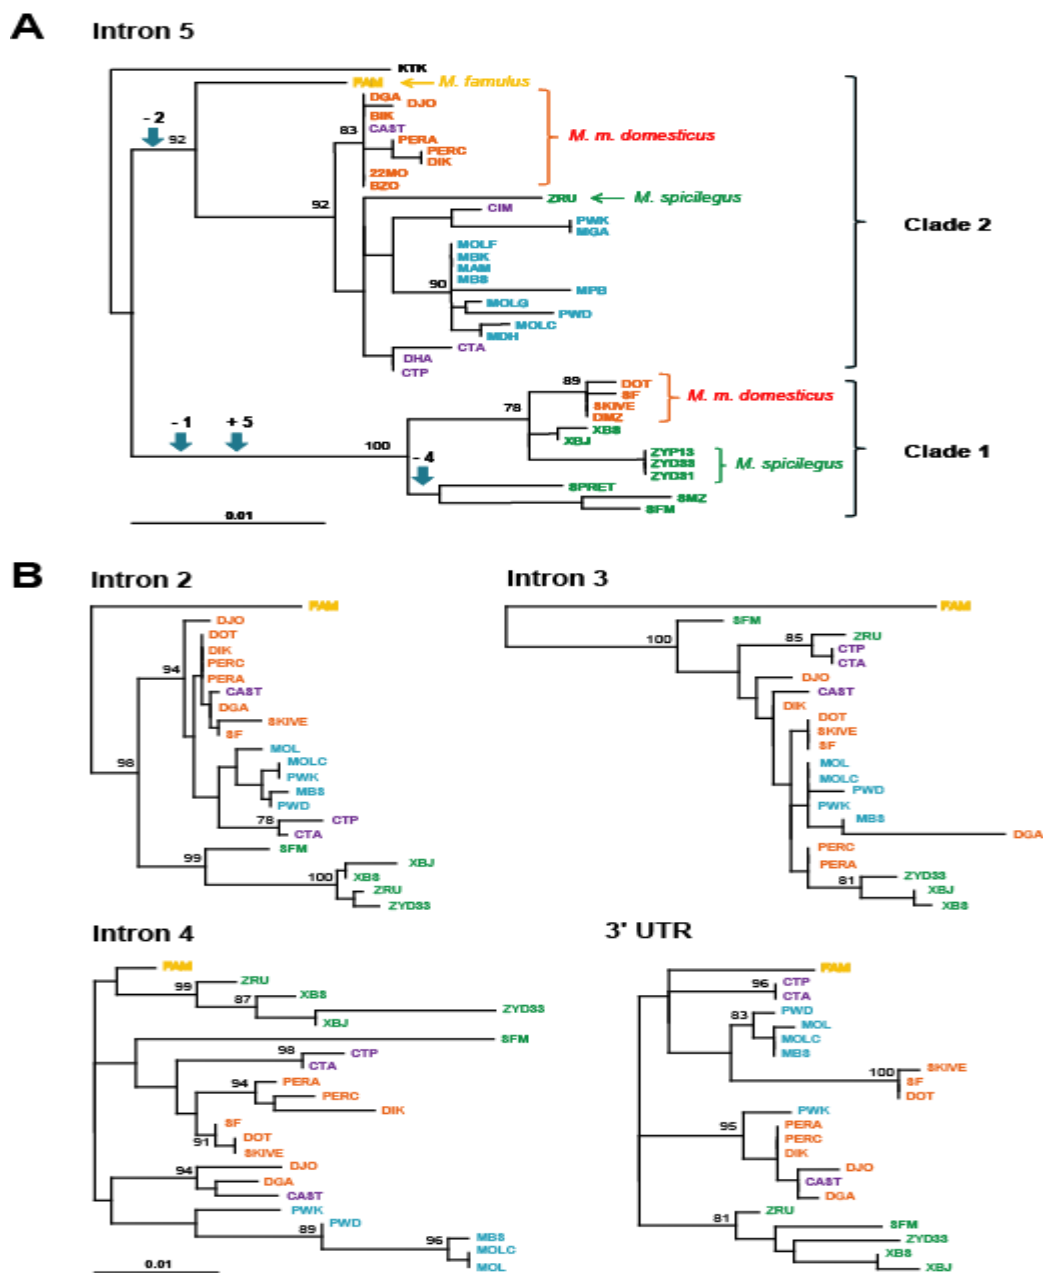 A Intron 5
KTK
FAM M. famulus
DGA
DJO
BIK
CAST
83
PERA
PERC
DIK
22MO
BZO
M. m. domesticus
- 2
92
92
ZRU M. spicilegus
CIM
PWK
MGA
MOLF
MBK
MAM
MBS
90
MPB
MOLG
PWD
MOLC
MDH
CTA
DHA
CTP
Clade 2
- 1 + 5
100
- 4
78
89
DOT
SF
SKIVE
DMZ
M. m. domesticus
XBS
XBJ
ZYP13
ZYD33
ZYD31
M. spicilegus
SPRET
SMZ
SFM
Clade 1
0.01
B Intron 2
FAM
DJO
DOT
DIK
PERC
PERA
94
CAST
DGA
SKIVE
SF
MOL
MOLC
PWK
MBS
PWD
98
78
CTP
CTA
99
SFM
XBJ
100
XBS
ZRU
ZYD33
Intron 3
FAM
SFM
100
85
ZRU
CTP
CTA
DJO
CAST
DIK
DOT
SKIVE
SF
MOL
MOLC
PWD
PWK
MBS
DGA
PERC
PERA
81
ZYD33
XBJ
XBS
Intron 4
FAM
99
ZRU
87
XBS
ZYD33
XBJ
SFM
98
CTP
CTA
94
PERA
PERC
DIK
SF
91
DOT
SKIVE
94
DJO
DGA
CAST
PWK
PWD
89
96
MBS
MOLC
MOL
0.01
3' UTR
FAM
96
CTP
CTA
83
PWD
MOL
MOLC
MBS
100
SKIVE
SF
DOT
PWK
95
PERA
PERC
DIK
DJO
CAST
DGA
81
ZRU
SFM
ZYD33
XBS
XBJ